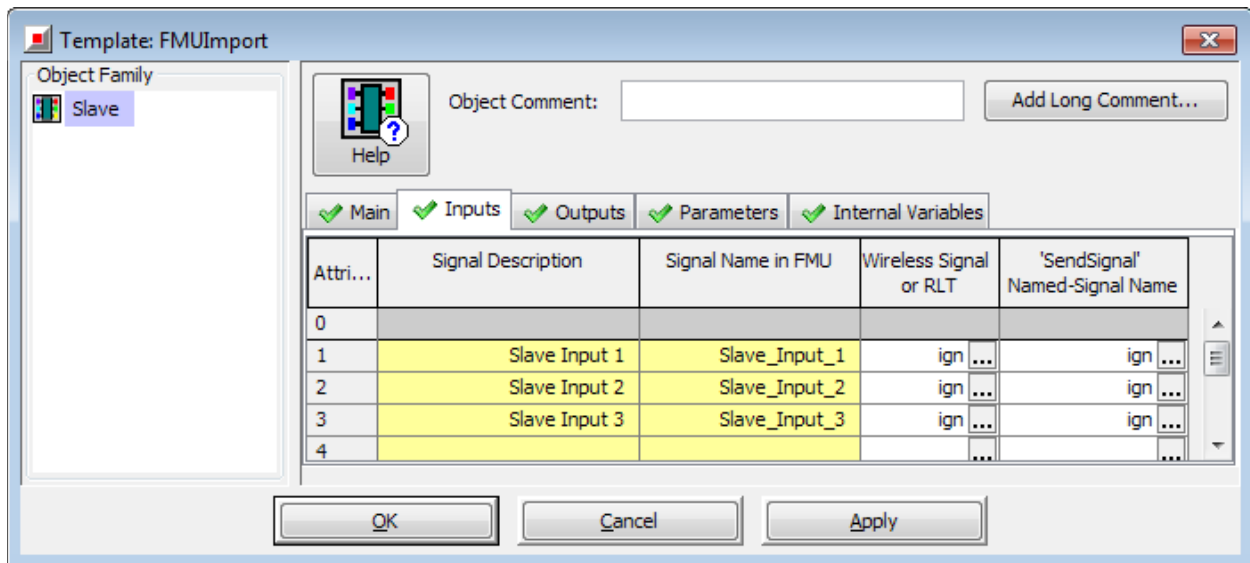 Template: FMUImport
Object Family
Slave
Help
?
Object Comment:
Add Long Comment...
Main
Inputs
Outputs
Parameters
Internal Variables
Attri...
Signal Description
Signal Name in FMU
Wireless Signal
or RLT
'SendSignal'
Named-Signal Name
0
1 Slave Input 1 Slave_Input_1 ign ... ign ...
2 Slave Input 2 Slave_Input_2 ign ... ign ...
3 Slave Input 3 Slave_Input_3 ign ... ign ...
4 ... ...
OK
Cancel
Apply